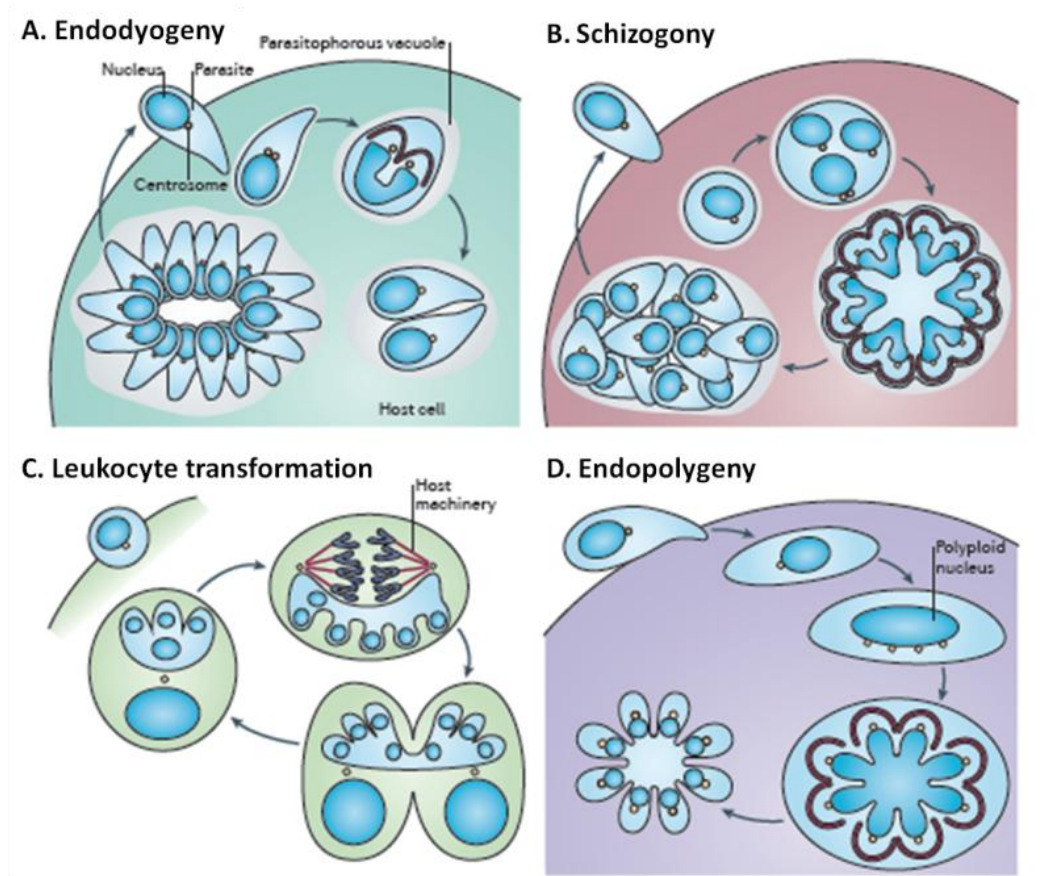 A. Endodyogeny
Parasitophorous vacuole
Nucleus
Parasite
Centrosome
Host cell
B. Schizogony
C. Leukocyte transformation
Host
machinery
D. Endopolygeny
Polyploid
nucleus